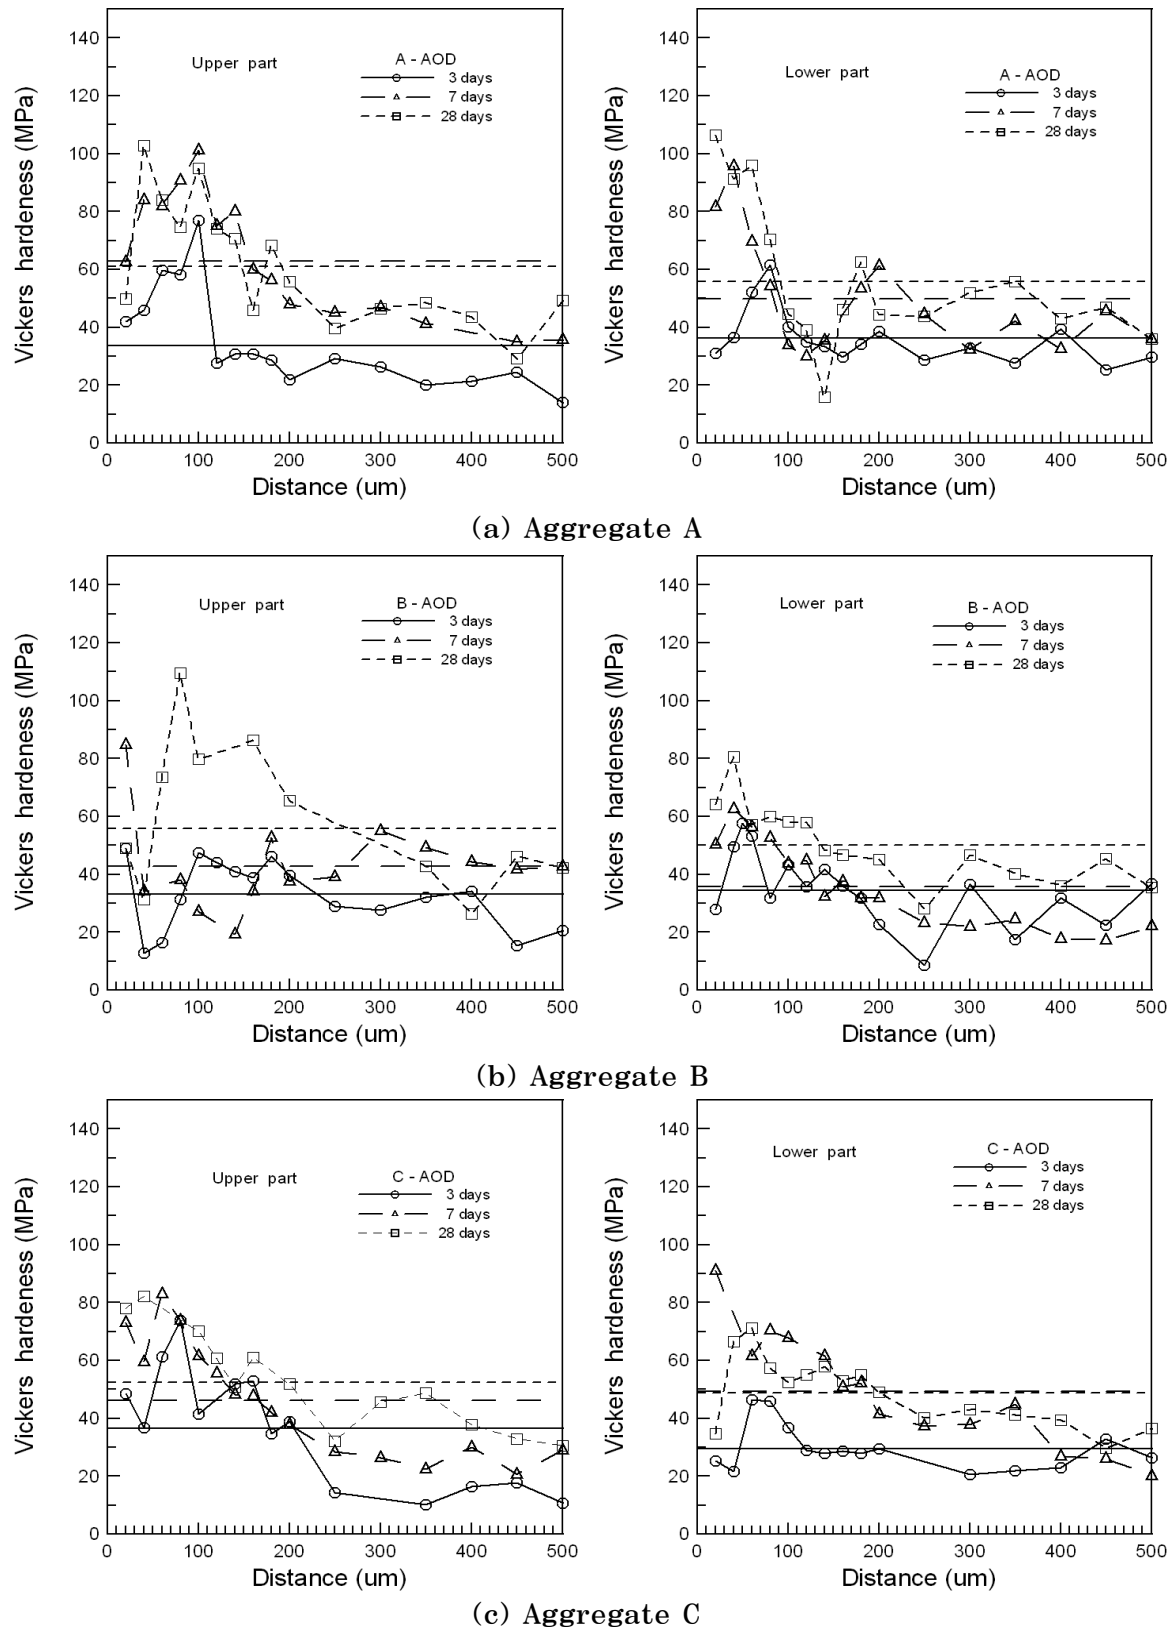 140
120
100
80
60
40
20
0
Vickers hardeness (MPa)
Upper part
A - AOD
3 days
7 days
28 days
0 100 200 300 400 500
Distance (um)
140
120
100
80
60
40
20
0
Vickers hardeness (MPa)
Lower part
A - AOD
3 days
7 days
28 days
0 100 200 300 400 500
Distance (um)
(a) Aggregate A
140
120
100
80
60
40
20
0
Vickers hardeness (MPa)
Upper part
B - AOD
3 days
7 days
28 days
0 100 200 300 400 500
Distance (um)
140
120
100
80
60
40
20
0
Vickers hardeness (MPa)
Lower part
B - AOD
3 days
7 days
28 days
0 100 200 300 400 500
Distance (um)
(b) Aggregate B
140
120
100
80
60
40
20
0
Vickers hardeness (MPa)
Upper part
C - AOD
3 days
7 days
28 days
0 100 200 300 400 500
Distance (um)
140
120
100
80
60
40
20
0
Vickers hardeness (MPa)
Lower part
C - AOD
3 days
7 days
28 days
0 100 200 300 400 500
Distance (um)
(c) Aggregate C